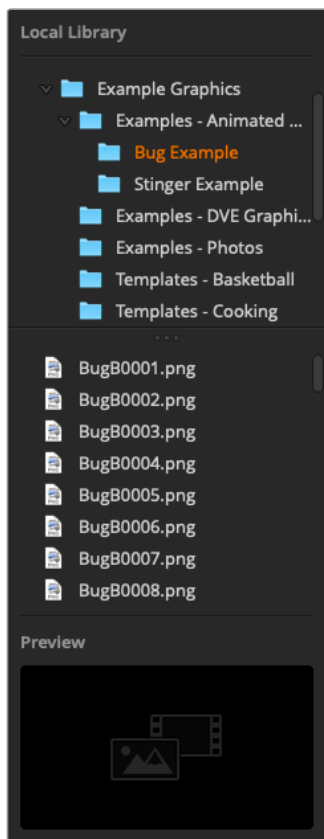 Local Library
Example Graphics
Examples - Animated ...
Bug Example
Stinger Example
Examples - DVE Graphi...
Examples - Photos
Templates - Basketball
Templates - Cooking
BugB0001.png
BugB0002.png
BugB0003.png
BugB0004.png
BugB0005.png
BugB0006.png
BugB0007.png
BugB0008.png
Preview